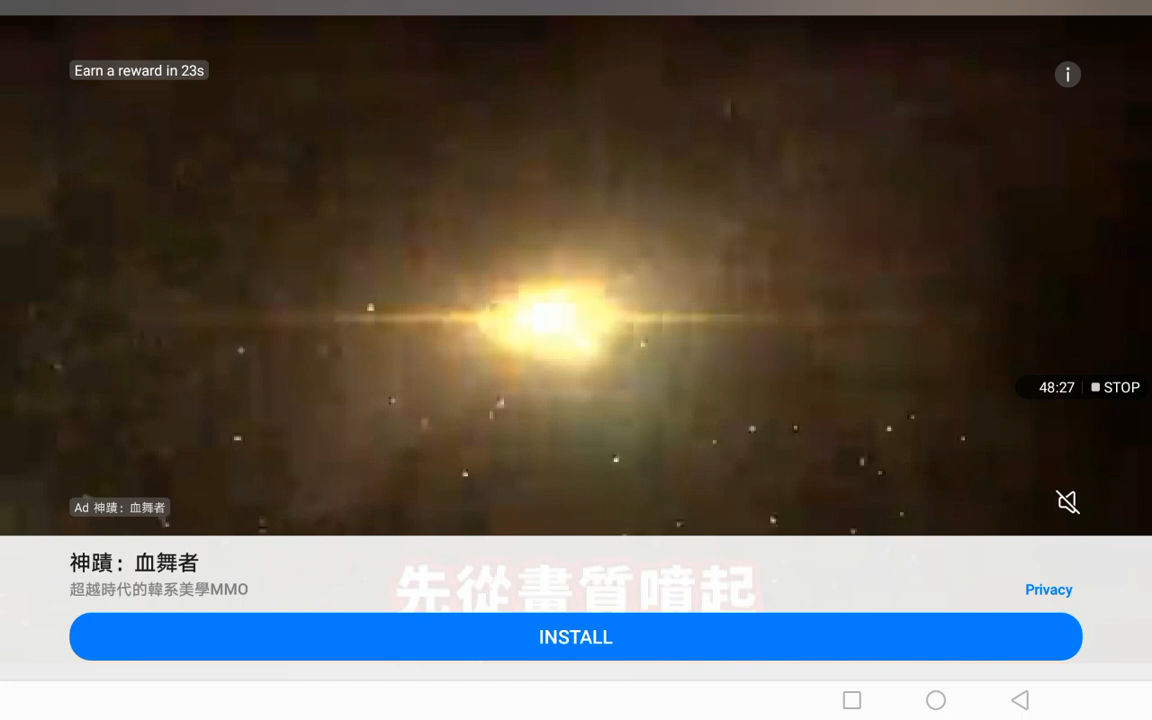 Earn a reward in 23s
i
48:27 STOP
Ad 神蹟：血舞者
神蹟：血舞者
超越時代的韓系美學MMO
先從畫質噴起
Privacy
INSTALL